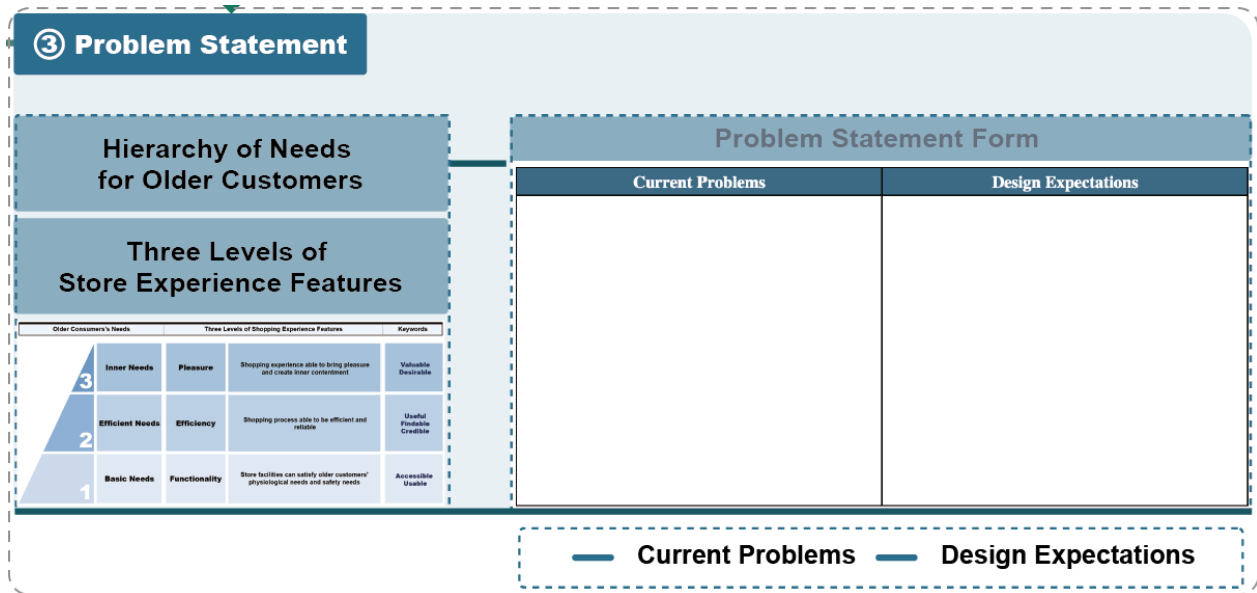 ③ Problem Statement
Hierarchy of Needs
for Older Customers
Three Levels of
Store Experience Features
Older Consumers's Needs Three Levels of Shopping Experience Features Keywords
3 Inner Needs Pleasure Shopping experience able to bring pleasure
and create inner contentment
Valuable
Desirable
2 Efficient Needs Efficiency Shopping process able to be efficient and
reliable
Useful
Findable
Credible
1 Basic Needs Functionality Store facilities can satisfy older customers'
physiological needs and safety needs
Accessible
Usable
Problem Statement Form
Current Problems Design Expectations
Current Problems Design Expectations